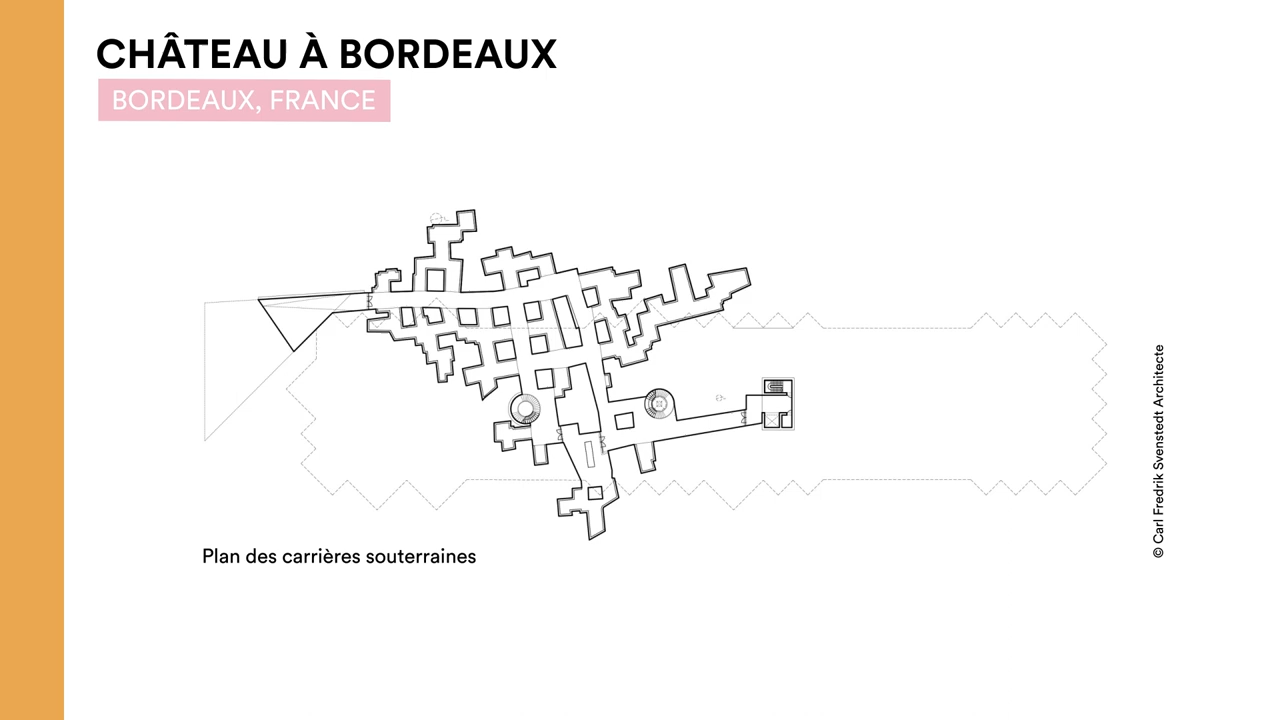 CHÂTEAU À BORDEAUX
BORDEAUX, FRANCE
Plan des carrières souterraines
© Carl Fredrik Svenstedt Architecte